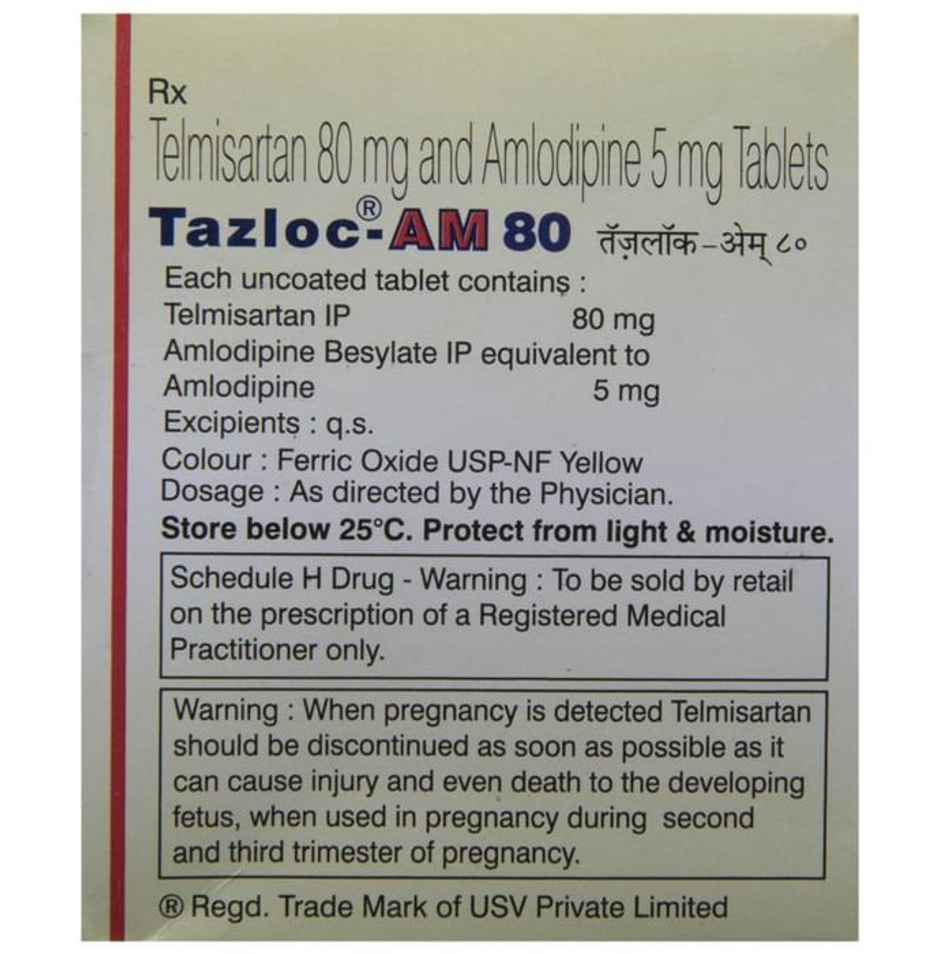 Rx
Telmisartan 80 mg and Amlodipine 5 mg Tablets
Tazloc®-AM 80 तॅज़लॉक-अेम् ८०
Each uncoated tablet contains :
Telmisartan IP 80 mg
Amlodipine Besylate IP equivalent to
Amlodipine 5 mg
Excipients : q.s.
Colour : Ferric Oxide USP-NF Yellow
Dosage : As directed by the Physician.
Store below 25°C. Protect from light & moisture.
Schedule H Drug - Warning : To be sold by retail
on the prescription of a Registered Medical
Practitioner only.
Warning : When pregnancy is detected Telmisartan
should be discontinued as soon as possible as it
can cause injury and even death to the developing
fetus, when used in pregnancy during second
and third trimester of pregnancy.
® Regd. Trade Mark of USV Private Limited